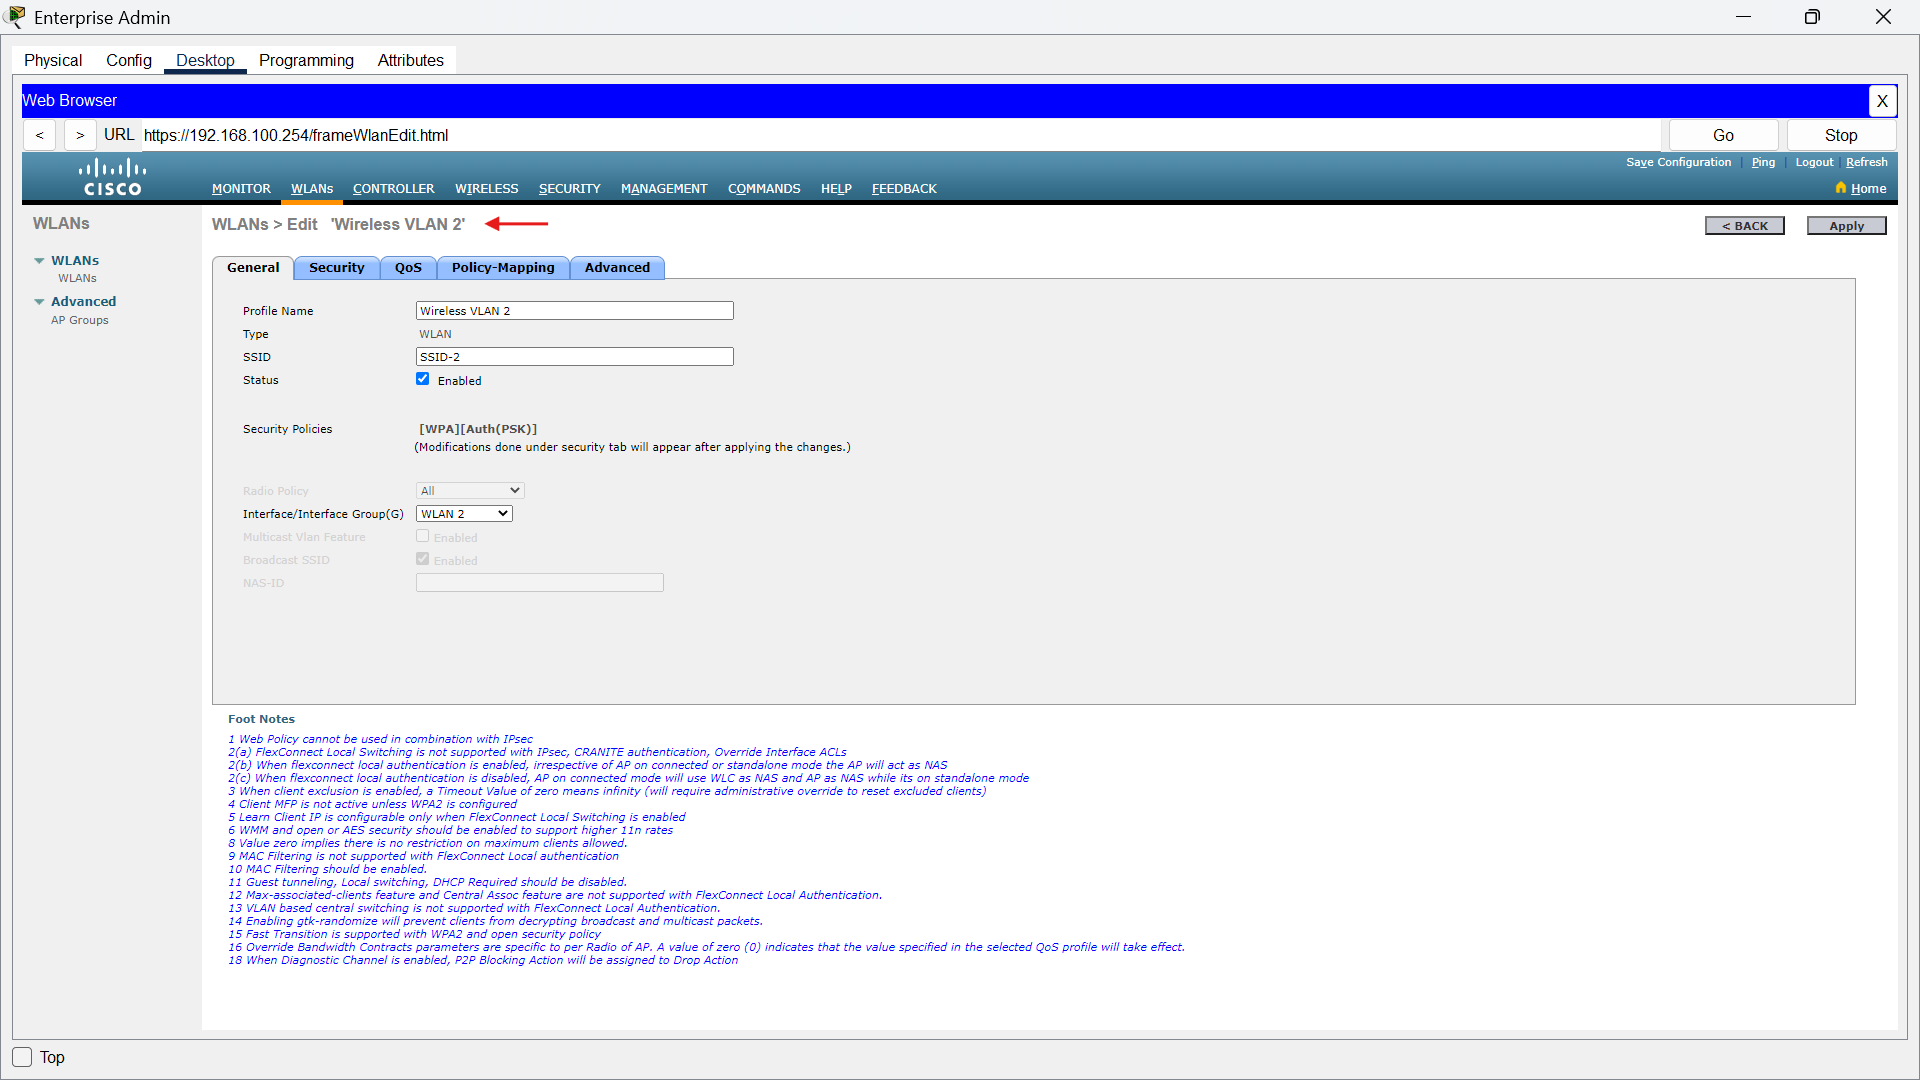 Enterprise Admin
Physical Config Desktop Programming Attributes
Web Browser
X
< > URL https://192.168.100.254/frameWlanEdit.html Go Stop
Save Configuration Ping Logout Refresh
CISCO
MONITOR WLANs CONTROLLER WIRELESS SECURITY MANAGEMENT COMMANDS HELP FEEDBACK Home
WLANs
WLANs
WLANs
Advanced
AP Groups
WLANs > Edit 'Wireless VLAN 2'
< BACK Apply
General Security QoS Policy-Mapping Advanced
Profile Name Wireless VLAN 2
Type WLAN
SSID SSID-2
Status Enabled
Security Policies [WPA][Auth(PSK)]
(Modifications done under security tab will appear after applying the changes.)
Radio Policy All
Interface/Interface Group(G) WLAN 2
Multicast Vlan Feature Enabled
Broadcast SSID Enabled
NAS-ID
Foot Notes
1 Web Policy cannot be used in combination with IPsec
2(a) FlexConnect Local Switching is not supported with IPsec, CRANITE authentication, Override Interface ACLs
2(b) When flexconnect local authentication is enabled, irrespective of AP on connected or standalone mode the AP will act as NAS
2(c) When flexconnect local authentication is disabled, AP on connected mode will use WLC as NAS and AP as NAS while its on standalone mode
3 When client exclusion is enabled, a Timeout Value of zero means infinity (will require administrative override to reset excluded clients)
4 Client MFP is not active unless WPA2 is configured
5 Learn Client IP is configurable only when FlexConnect Local Switching is enabled
6 WMM and open or AES security should be enabled to support higher 11n rates
8 Value zero implies there is no restriction on maximum clients allowed.
9 MAC Filtering is not supported with FlexConnect Local authentication
10 MAC Filtering should be enabled.
11 Guest tunneling, Local switching, DHCP Required should be disabled.
12 Max-associated-clients feature and Central Assoc feature are not supported with FlexConnect Local Authentication.
13 VLAN based central switching is not supported with FlexConnect Local Authentication.
14 Enabling gtk-randomize will prevent clients from decrypting broadcast and multicast packets.
15 Fast Transition is supported with WPA2 and open security policy
16 Override Bandwidth Contracts parameters are specific to per Radio of AP. A value of zero (0) indicates that the value specified in the selected QoS profile will take effect.
18 When Diagnostic Channel is enabled, P2P Blocking Action will be assigned to Drop Action
Top